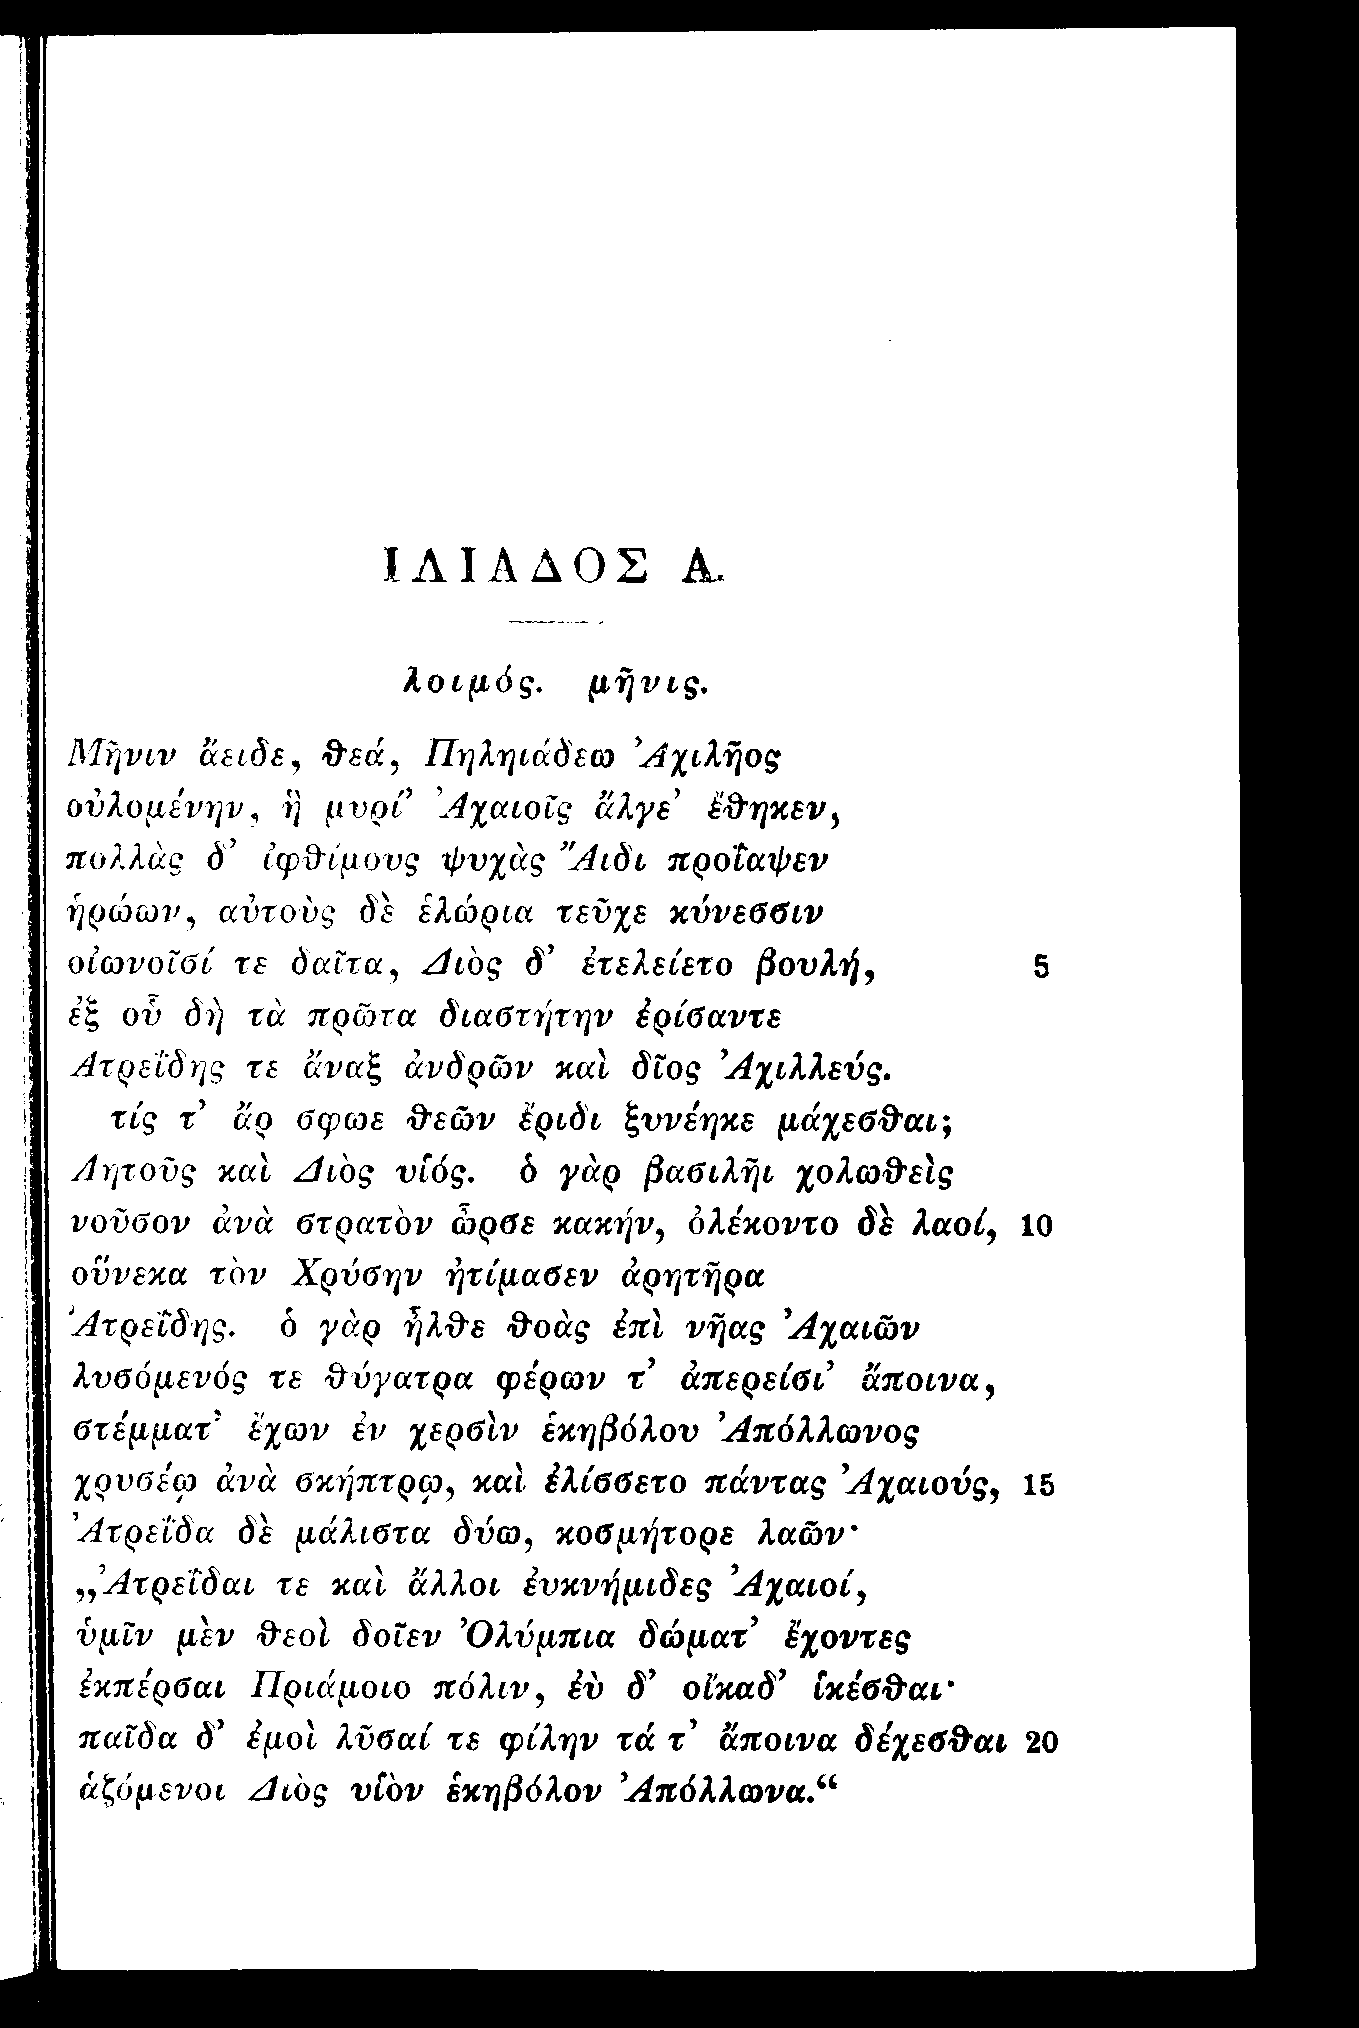 ΙΛΙΑΔΟΣ Α.
λοιμός. μῆνις.
Μῆνιν ἄειδε, θεά, Πηληιάδεω Ἀχιλῆος
οὐλομένην, ἣ μυρί’ Ἀχαιοῖς ἄλγε’ ἔθηκεν,
πολλὰς δ’ ἰφθίμους ψυχὰς Ἄιδι προΐαψεν
ἡρώων, αὐτοὺς δὲ ἑλώρια τεῦχε κύνεσσιν
οἰωνοῖσί τε δαῖτα, Διὸς δ’ ἐτελείετο βουλή, 5
ἐξ οὗ δὴ τὰ πρῶτα διαστήτην ἐρίσαντε
Ἀτρεΐδης τε ἄναξ ἀνδρῶν καὶ δῖος Ἀχιλλεύς.
τίς τ’ ἄρ σφωε θεῶν ἔριδι ξυνέηκε μάχεσθαι;
Λητοῦς καὶ Διὸς υἱός. ὁ γὰρ βασιλῆι χολωθεὶς
νοῦσον ἀνὰ στρατὸν ὦρσε κακήν, ὀλέκοντο δὲ λαοί, 10
οὕνεκα τὸν Χρύσην ἠτίμασεν ἀρητῆρα
Ἀτρεΐδης. ὁ γὰρ ἦλθε θοὰς ἐπὶ νῆας Ἀχαιῶν
λυσόμενός τε θύγατρα φέρων τ’ ἀπερείσι’ ἄποινα,
στέμματ’ ἔχων ἐν χερσὶν ἑκηβόλου Ἀπόλλωνος
χρυσέῳ ἀνὰ σκήπτρῳ, καὶ ἐλίσσετο πάντας Ἀχαιούς, 15
Ἀτρεΐδα δὲ μάλιστα δύω, κοσμήτορε λαῶν·
„Ἀτρεΐδαι τε καὶ ἄλλοι ἐυκνήμιδες Ἀχαιοί,
ὑμῖν μὲν θεοὶ δοῖεν Ὀλύμπια δώματ’ ἔχοντες
ἐκπέρσαι Πριάμοιο πόλιν, ἐὺ δ’ οἴκαδ’ ἱκέσθαι·
παῖδα δ’ ἐμοὶ λῦσαί τε φίλην τά τ’ ἄποινα δέχεσθαι 20
ἁζόμενοι Διὸς υἱὸν ἑκηβόλον Ἀπόλλωνα.“